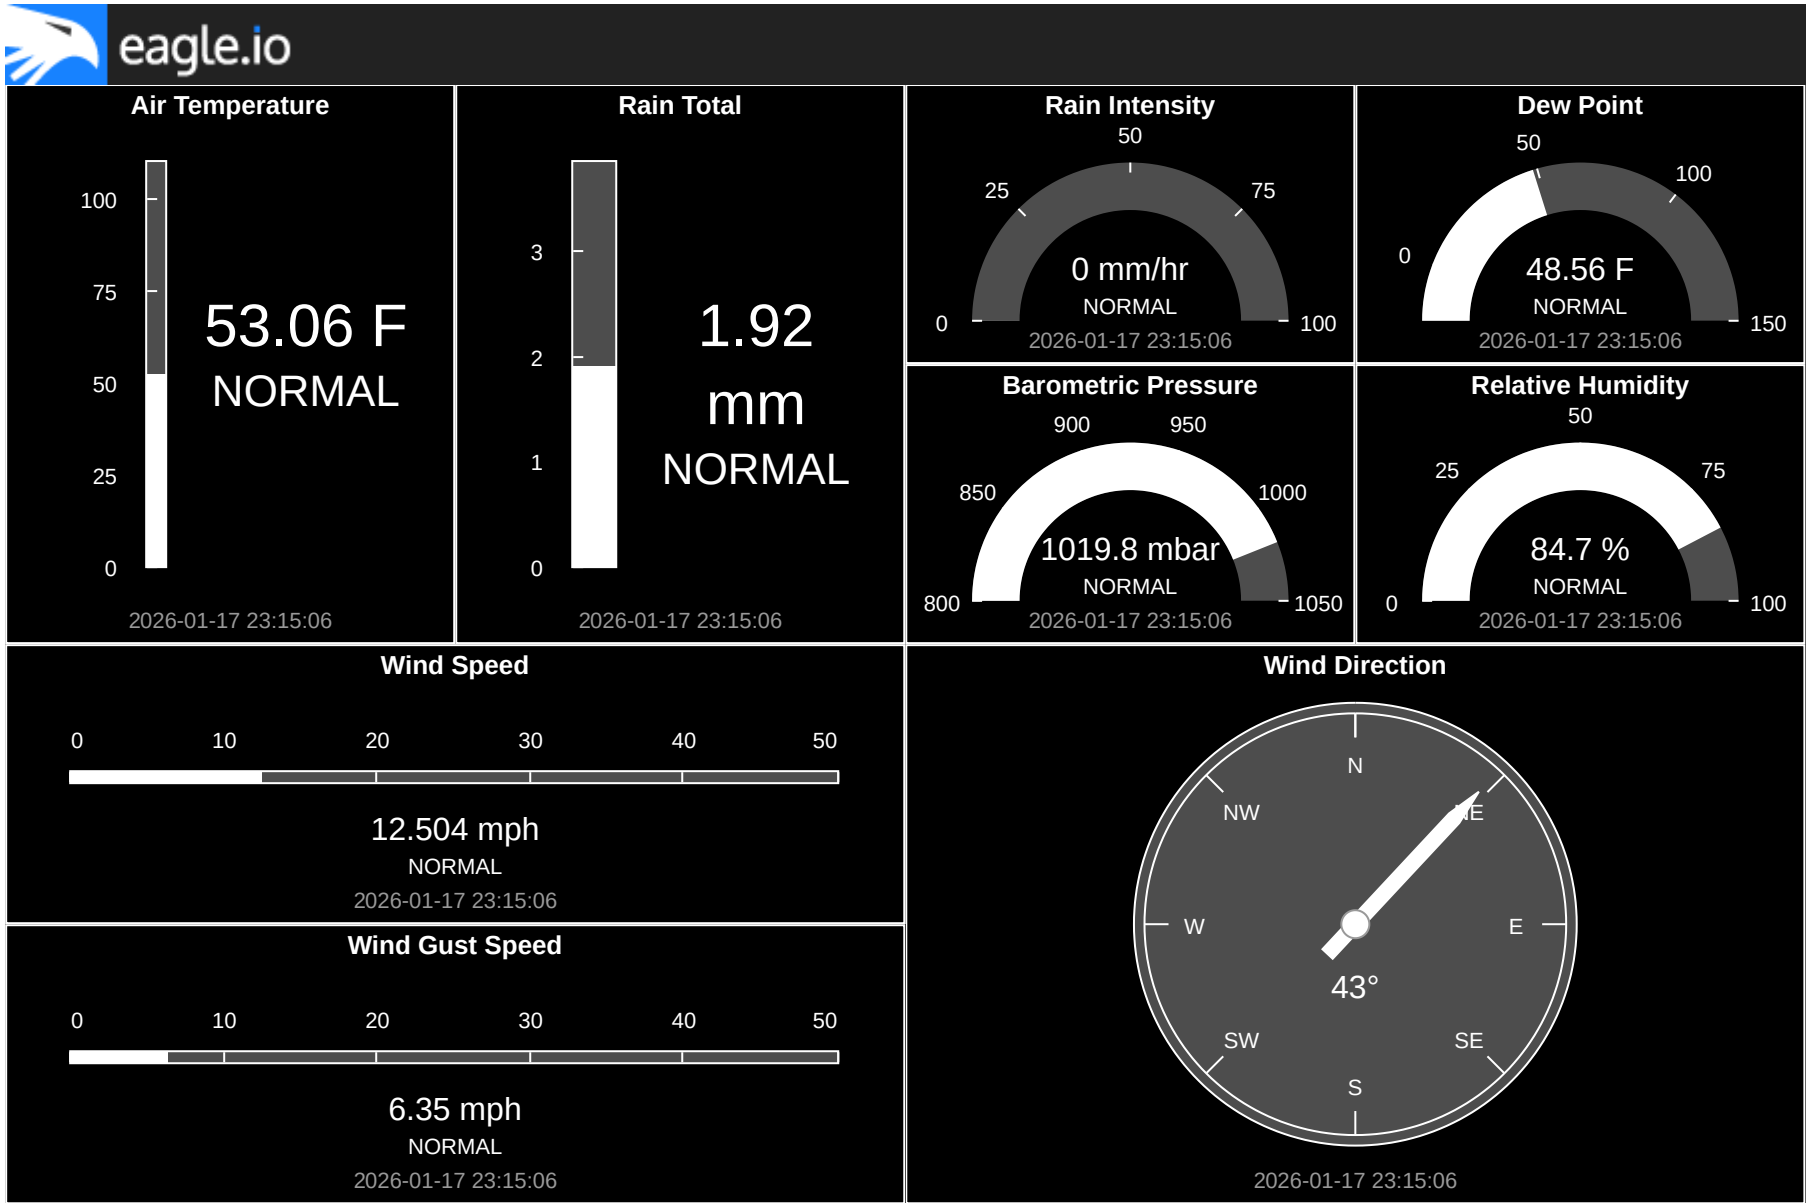 eagle.io
Air Temperature
100
75
50
25
0
53.06 F
NORMAL
2026-01-17 23:15:06
Rain Total
3
2
1
0
1.92
mm
NORMAL
2026-01-17 23:15:06
Rain Intensity
0
25
50
75
100
0 mm/hr
NORMAL
2026-01-17 23:15:06
Dew Point
0
50
100
150
48.56 F
NORMAL
2026-01-17 23:15:06
Barometric Pressure
800
850
900
950
1000
1050
1019.8 mbar
NORMAL
2026-01-17 23:15:06
Relative Humidity
0
25
50
75
100
84.7 %
NORMAL
2026-01-17 23:15:06
Wind Speed
0 10 20 30 40 50
12.504 mph
NORMAL
2026-01-17 23:15:06
Wind Gust Speed
0 10 20 30 40 50
6.35 mph
NORMAL
2026-01-17 23:15:06
Wind Direction
N
NW NE
W E
43°
SW SE
S
2026-01-17 23:15:06